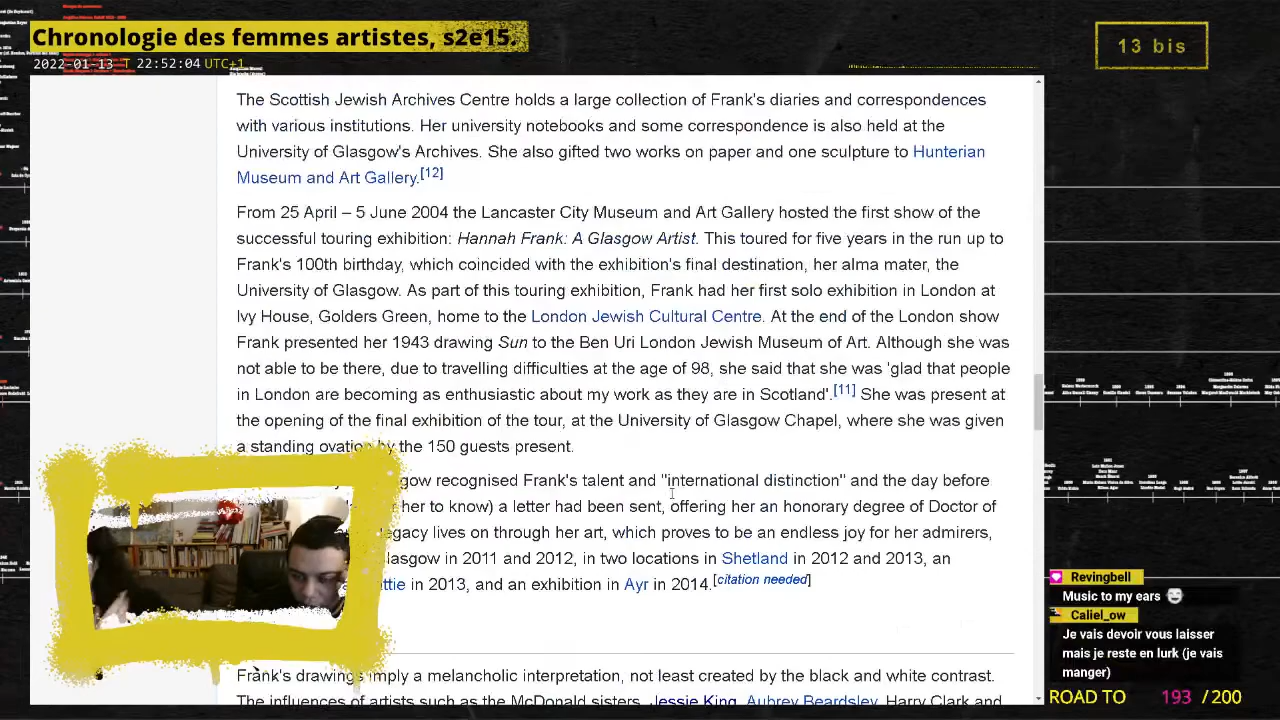 Chronologie des femmes artistes, s2e15.
13 bis
2022-01-13 T 22:52:04 UTC+1
The Scottish Jewish Archives Centre holds a large collection of Frank's diaries and correspondences
with various institutions. Her university notebooks and some correspondence is also held at the
University of Glasgow's Archives. She also gifted two works on paper and one sculpture to Hunterian
Museum and Art Gallery.[12]
From 25 April – 5 June 2004 the Lancaster City Museum and Art Gallery hosted the first show of the
successful touring exhibition: Hannah Frank: A Glasgow Artist. This toured for five years in the run up to
Frank's 100th birthday, which coincided with the exhibition's final destination, her alma mater, the
University of Glasgow. As part of this touring exhibition, Frank had her first solo exhibition in London at
Ivy House, Golders Green, home to the London Jewish Cultural Centre. At the end of the London show
Frank presented her 1943 drawing Sun to the Ben Uri London Jewish Museum of Art. Although she was
not able to be there, due to travelling difficulties at the age of 98, she said that she was 'glad that people
in London are becoming as enthusiastic about my work as they are in Scotland'.[11] She was present at
the opening of the final exhibition of the tour, at the University of Glasgow Chapel, where she was given
a standing ovation by the 150 guests present.
ow recognised Frank's talent and "international distinction" and the day before
her to know) a letter had been sent, offering her an honorary degree of Doctor of
egacy lives on through her art, which proves to be an endless joy for her admirers,
lasgow in 2011 and 2012, in two locations in Shetland in 2012 and 2013, an
ttie in 2013, and an exhibition in Ayr in 2014.[citation needed]
Frank's drawings imply a melancholic interpretation, not least created by the black and white contrast.
The influences of artists such as the McDonald sisters, Jessie King, Aubrey Beardsley, Harry Clark and
Revingbell
Music to my ears
Caliel_ow
Je vais devoir vous laisser
mais je reste en lurk (je vais
manger)
ROAD TO 193 / 200